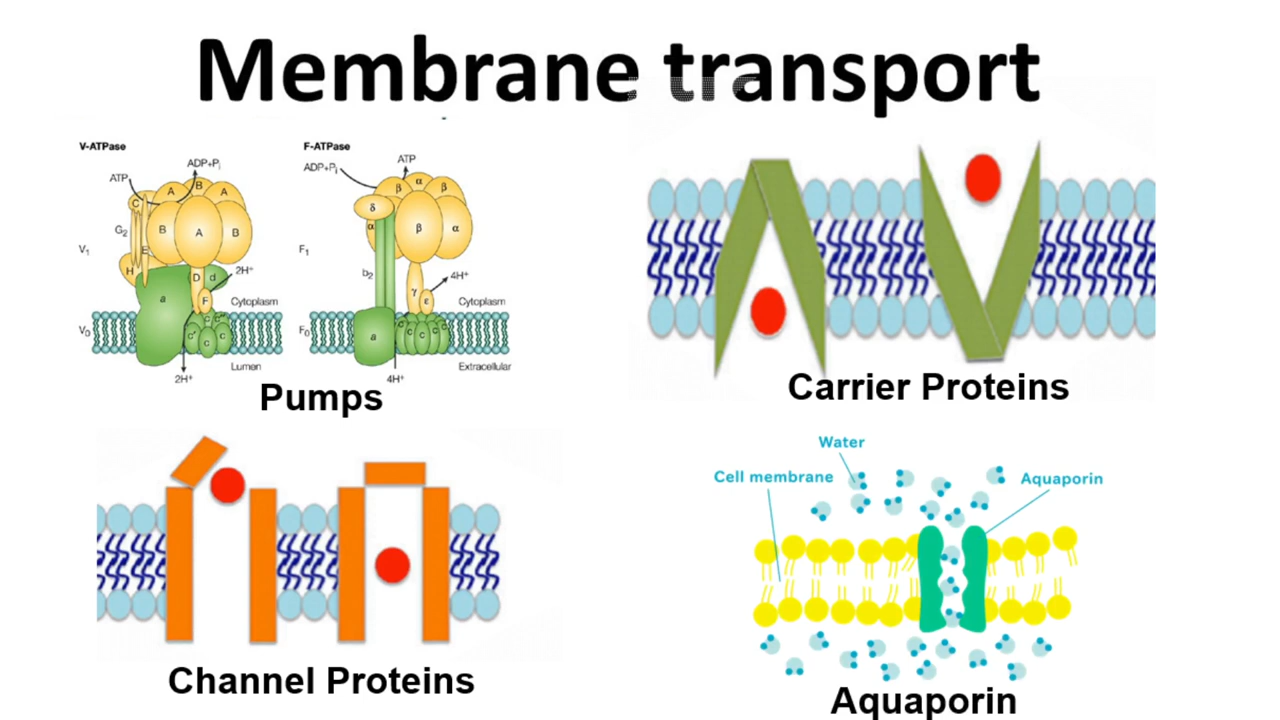 Membrane transport
V-ATPase
ADP+Pi
ATP
C
A
B
A
G2
B
A
B
E
V1
H
D
d
2H⁺
a
F
Cytoplasm
V0
c'
c
c
Lumen
2H⁺
F-ATPase
ADP+Pi
ATP
β
α
β
δ
α
β
α
F1
b2
4H⁺
γ
ε
Cytoplasm
F0
a
c
c
c
c
c
Extracellular
4H⁺
Pumps
Carrier Proteins
Channel Proteins
Water
Cell membrane
Aquaporin
Aquaporin